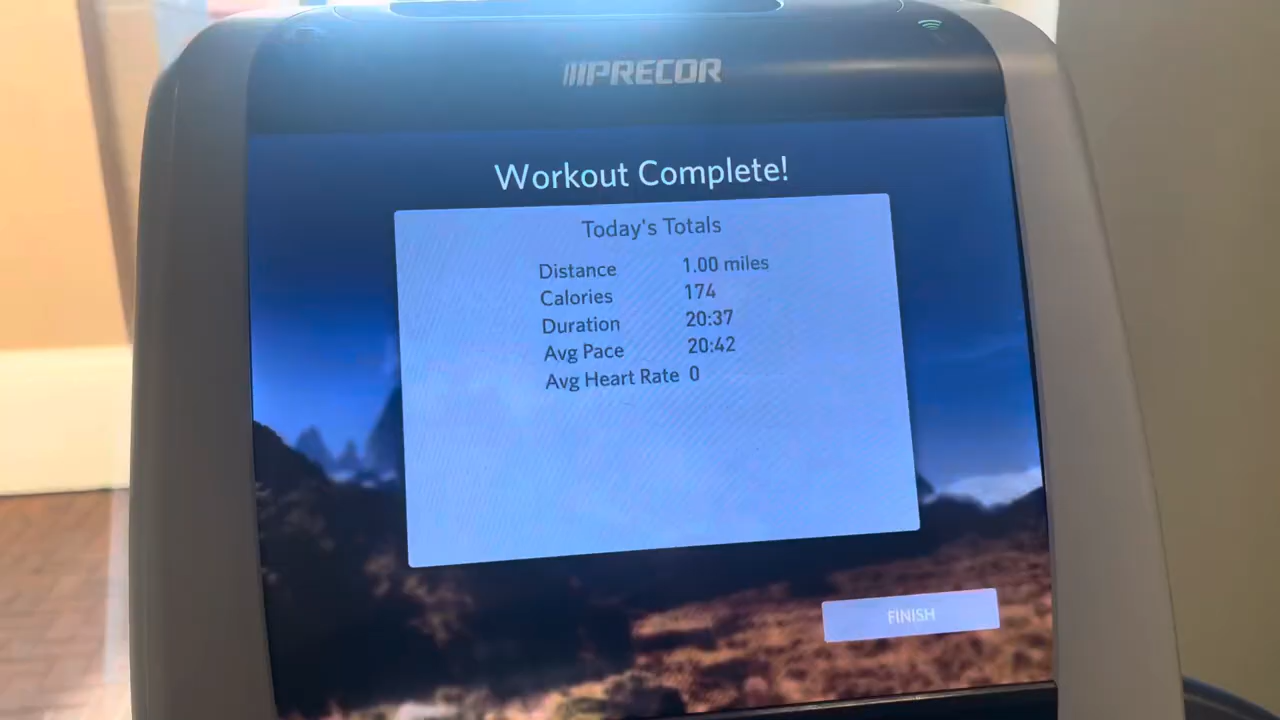 PRECOR
Workout Complete!
Today's Totals
Distance 1.00 miles
Calories 174
Duration 20:37
Avg Pace 20:42
Avg Heart Rate 0
FINISH